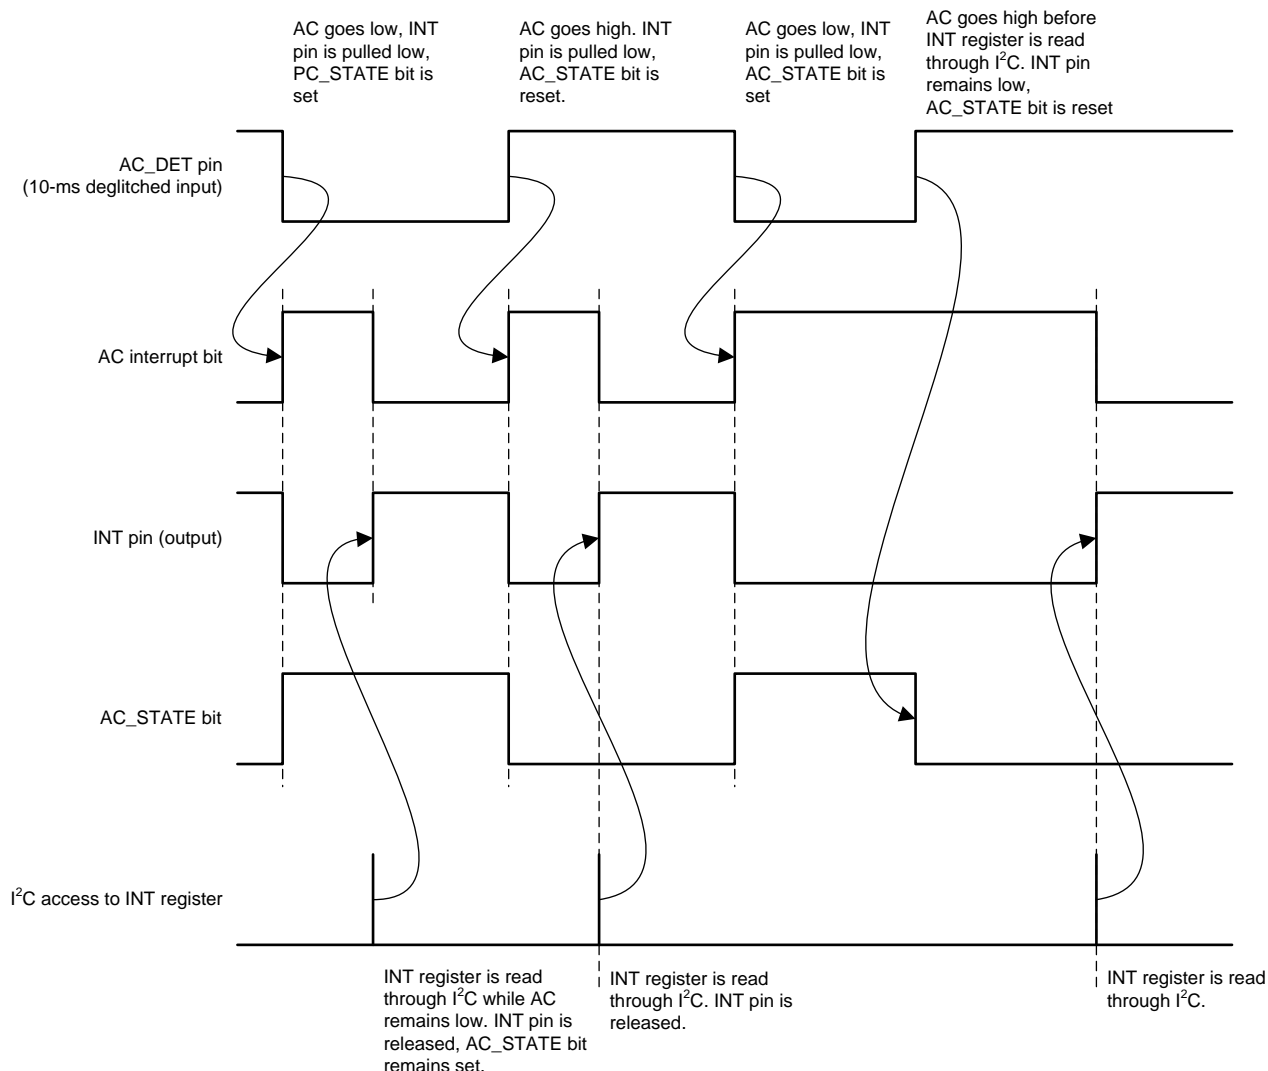 AC goes low, INT
pin is pulled low,
PC_STATE bit is
set
AC goes high. INT
pin is pulled low,
AC_STATE bit is
reset.
AC goes low, INT
pin is pulled low,
AC_STATE bit is
set
AC goes high before
INT register is read
through I²C. INT pin
remains low,
AC_STATE bit is reset
AC_DET pin
(10-ms deglitched input)
AC interrupt bit
INT pin (output)
AC_STATE bit
I²C access to INT register
INT register is read
through I²C while AC
remains low. INT pin is
released, AC_STATE bit
remains set.
INT register is read
through I²C. INT pin is
released.
INT register is read
through I²C.